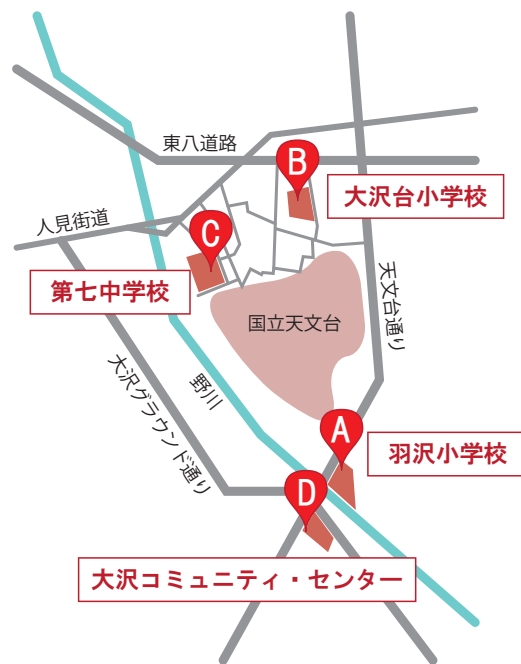 東八道路
B
大沢台小学校
人見街道
C
第七中学校
天文台通り
国立天文台
大沢グラウンド通り
野川
A
羽沢小学校
D
大沢コミュニティ・センター